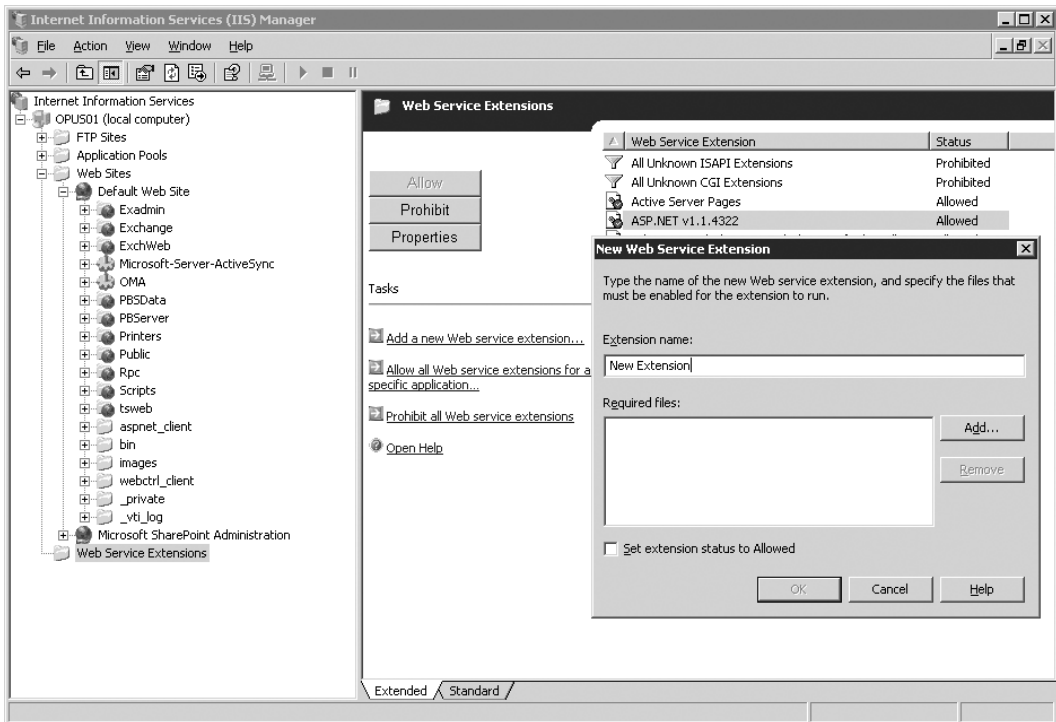 Internet Information Services (IIS) Manager
File Action View Window Help
Internet Information Services
OPUS01 (local computer)
FTP Sites
Application Pools
Web Sites
Default Web Site
Exadmin
Exchange
ExchWeb
Microsoft-Server-ActiveSync
OMA
PBSData
PBServer
Printers
Public
Rpc
Scripts
tsweb
aspnet_client
bin
images
webctrl_client
_private
_vti_log
Microsoft SharePoint Administration
Web Service Extensions
Web Service Extensions
Allow
Prohibit
Properties
Tasks
Add a new Web service extension...
Allow all Web service extensions for a
specific application...
Prohibit all Web service extensions
Open Help
Web Service Extension Status
All Unknown ISAPI Extensions Prohibited
All Unknown CGI Extensions Prohibited
Active Server Pages Allowed
ASP.NET v1.1.4322 Allowed
New Web Service Extension
Type the name of the new Web service extension, and specify the files that
must be enabled for the extension to run.
Extension name:
New Extension
Required files:
Add...
Remove
Set extension status to Allowed
OK Cancel Help
Extended Standard